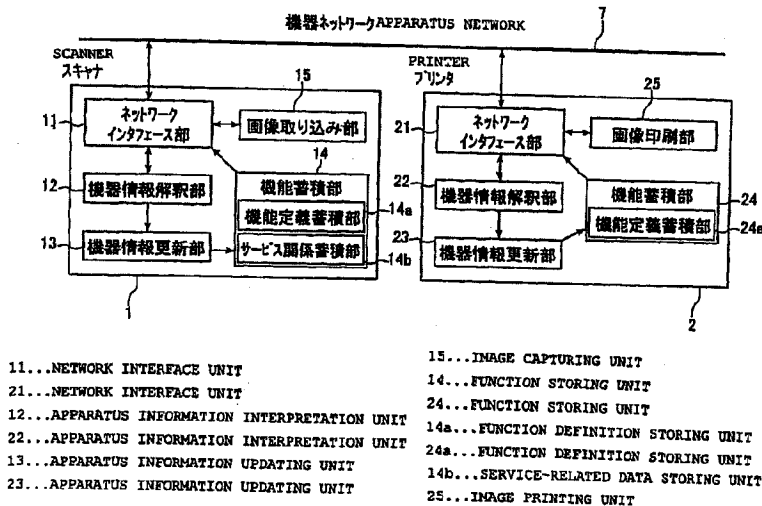 機器ネットワークAPPARATUS NETWORK
7
SCANNER
スキャナ
PRINTER
プリンタ
15
25
11
ネットワーク
インタフェース部
画像取り込み部
21
ネットワーク
インタフェース部
画像印刷部
14
12
機器情報解釈部
機能蓄積部
22
機器情報解釈部
機能蓄積部
24
機能定義蓄積部
14a
23
機能定義蓄積部
24a
13
機器情報更新部
サービス関係蓄積部
14b
機器情報更新部
1
2
11...NETWORK INTERFACE UNIT
21...NETWORK INTERFACE UNIT
12...APPARATUS INFORMATION INTERPRETATION UNIT
22...APPARATUS INFORMATION INTERPRETATION UNIT
13...APPARATUS INFORMATION UPDATING UNIT
23...APPARATUS INFORMATION UPDATING UNIT
15...IMAGE CAPTURING UNIT
14...FUNCTION STORING UNIT
24...FUNCTION STORING UNIT
14a...FUNCTION DEFINITION STORING UNIT
24a...FUNCTION DEFINITION STORING UNIT
14b...SERVICE-RELATED DATA STORING UNIT
25...IMAGE PRINTING UNIT